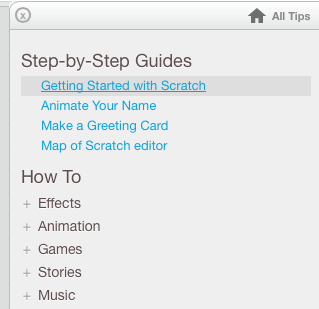 x All Tips
Step-by-Step Guides
Getting Started with Scratch
Animate Your Name
Make a Greeting Card
Map of Scratch editor
How To
+ Effects
+ Animation
+ Games
+ Stories
+ Music